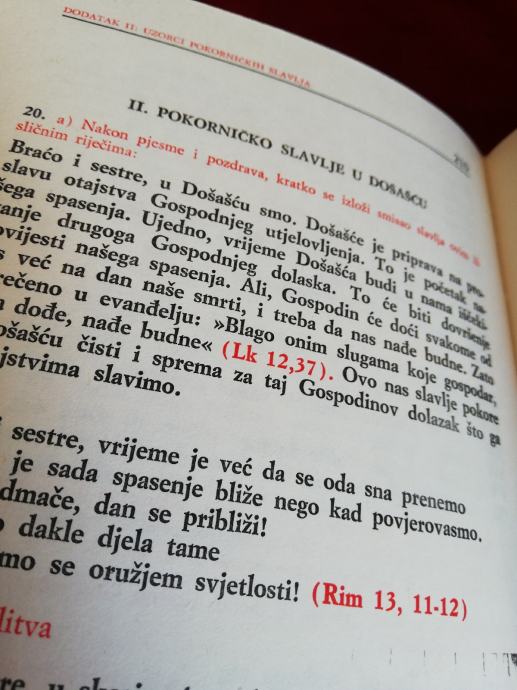 DODATAK II: UZORCI POKORNIČKIH SLAVLJA
II. POKORNIČKO SLAVLJE U DOŠAŠĆU
20. a) Nakon pjesme i pozdrava, kratko se izloži smisao slavlja ovim ili
sličnim riječima:
Braćo i sestre, u Došašću smo. Došašće je priprava na pro-
slavu otajstva Gospodnjeg utjelovljenja. To je početak na-
šega spasenja. Ujedno, vrijeme Došašća budi u nama iščeki-
vanje drugoga Gospodnjeg dolaska. To će biti dovršenje
ovijesti našega spasenja. Ali, Gospodin će doći svakome od
s već na dan naše smrti, i treba da nas nađe budne. Zato
rečeno u evanđelju: »Blago onim slugama koje gospodar,
dođe, nađe budne« (Lk 12,37). Ovo nas slavlje pokore
ošašću čisti i sprema za taj Gospodinov dolazak što ga
jstvima slavimo.
i sestre, vrijeme je već da se oda sna prenemo
je sada spasenje bliže nego kad povjerovasmo.
dmače, dan se približi!
dakle djela tame
mo se oružjem svjetlosti! (Rim 13, 11-12)
litva